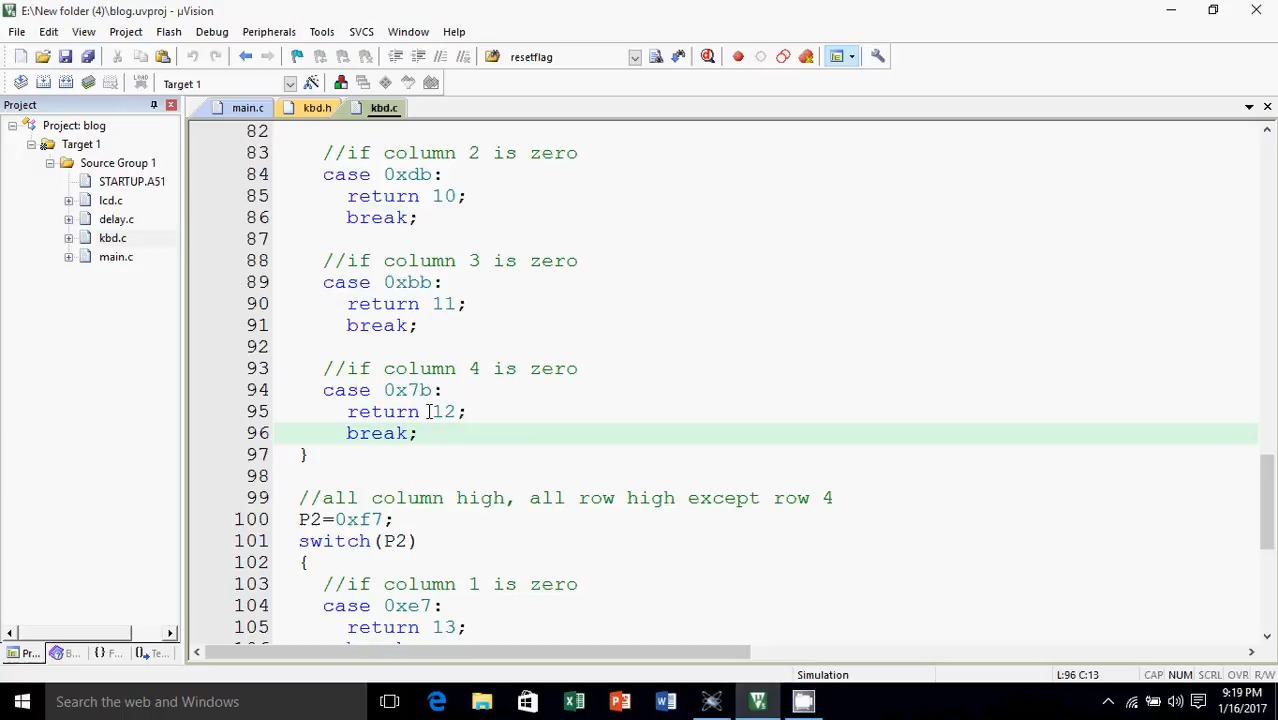 E:\New folder (4)\blog.uvproj - µVision
File Edit View Project Flash Debug Peripherals Tools SVCS Window Help
resetflag
LOAD Target 1
Project
main.c kbd.h kbd.c
Project: blog
Target 1
Source Group 1
STARTUP.A51
lcd.c
delay.c
kbd.c
main.c
82
83 //if column 2 is zero
84 case 0xdb:
85 return 10;
86 break;
87
88 //if column 3 is zero
89 case 0xbb:
90 return 11;
91 break;
92
93 //if column 4 is zero
94 case 0x7b:
95 return 12;
96 break;
97 }
98
99 //all column high, all row high except row 4
100 P2=0xf7;
101 switch(P2)
102 {
103 //if column 1 is zero
104 case 0xe7:
105 return 13;
Pr... B... {} F... Te...
Simulation L:96 C:13 CAP NUM SCRL OVR R/W
Search the web and Windows
9:19 PM
1/16/2017